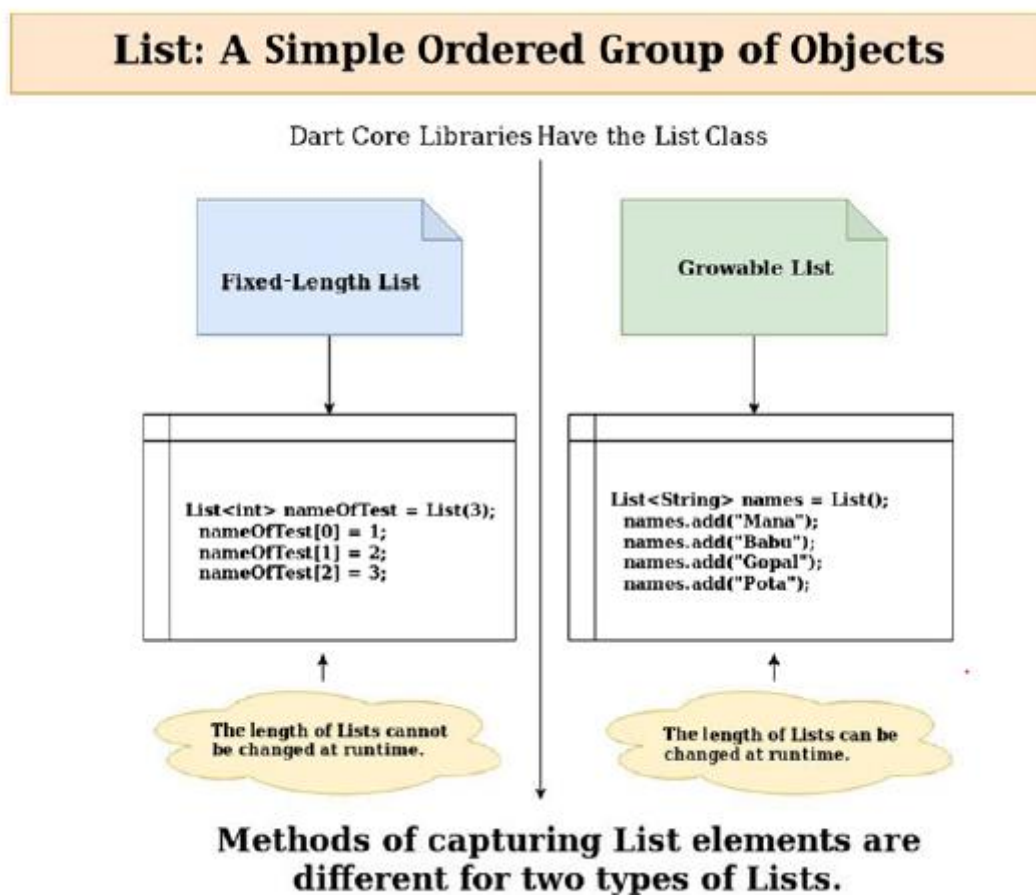 List: A Simple Ordered Group of Objects
Dart Core Libraries Have the List Class
Fixed-Length List
Growable List
List<int> nameOfTest = List(3);
nameOfTest[0] = 1;
nameOfTest[1] = 2;
nameOfTest[2] = 3;
List<String> names = List();
names.add("Mana");
names.add("Babu");
names.add("Gopal");
names.add("Pota");
The length of Lists cannot
be changed at runtime.
The length of Lists can be
changed at runtime.
Methods of capturing List elements are
different for two types of Lists.